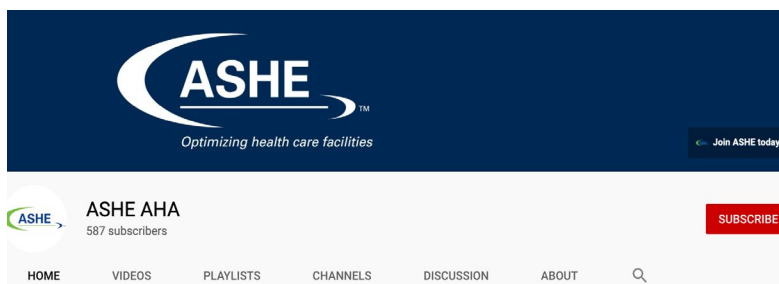 ASHE TM
Optimizing health care facilities
Join ASHE today
ASHE
ASHE AHA
587 subscribers
SUBSCRIBE
HOME VIDEOS PLAYLISTS CHANNELS DISCUSSION ABOUT